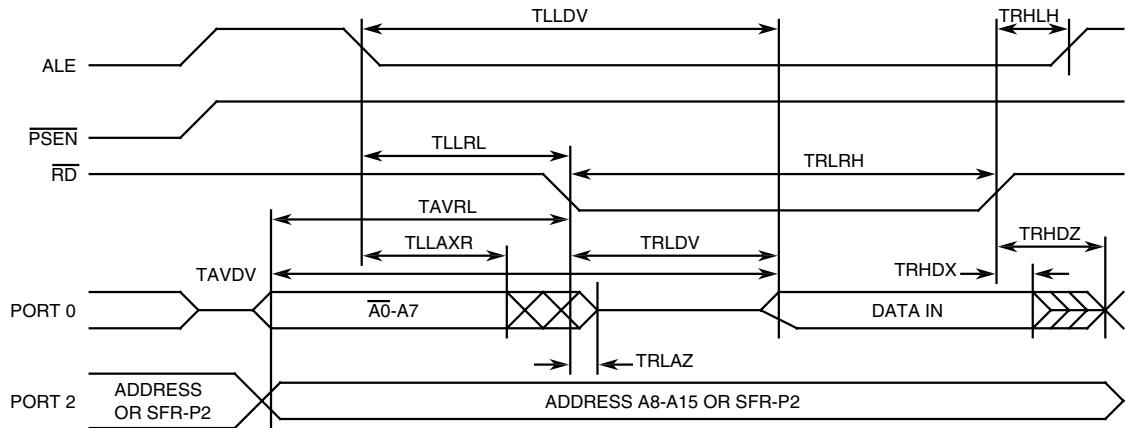 TLLDV
TRHLH
ALE
PSEN
TLLRL
TRLRH
RD
TAVRL
TRHDZ
TLLAXR
TRLDV
TAVDV
TRHDX
PORT 0
A0-A7
DATA IN
TRLAZ
PORT 2
ADDRESS
OR SFR-P2
ADDRESS A8-A15 OR SFR-P2